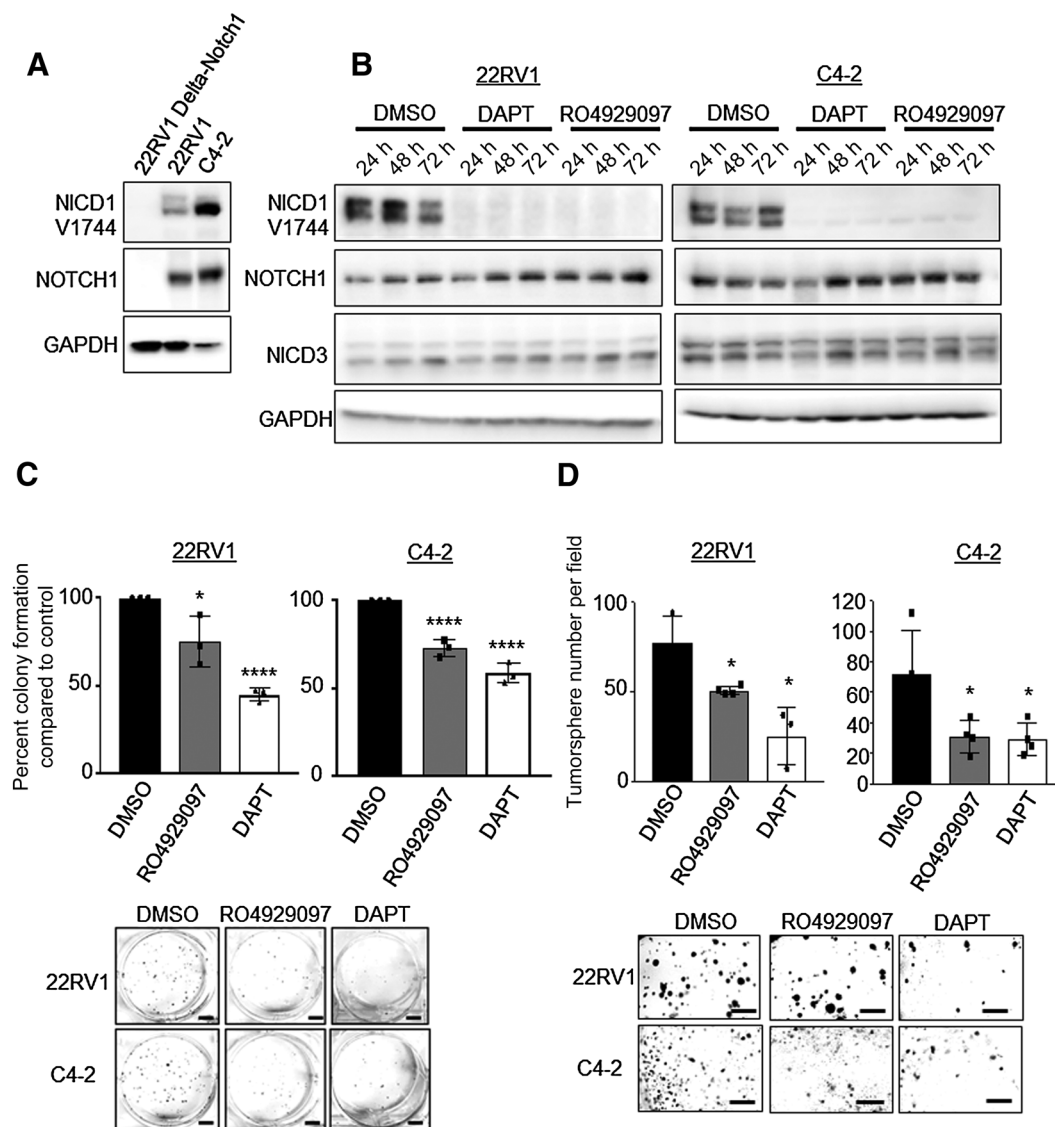 A
22RV1 Delta-Notch1
22RV1
C4-2
NICD1
V1744
NOTCH1
GAPDH
B
22RV1
C4-2
DMSO DAPT RO4929097
DMSO DAPT RO4929097
24 h 48 h 72 h 24 h 48 h 72 h 24 h 48 h 72 h
24 h 48 h 72 h 24 h 48 h 72 h 24 h 48 h 72 h
NICD1
V1744
NOTCH1
NICD3
GAPDH
C
Percent colony formation
compared to control
22RV1
100
50
0
*
****
DMSO
RO4929097
DAPT
C4-2
100
50
0
****
****
DMSO
RO4929097
DAPT
DMSO RO4929097 DAPT
22RV1
C4-2
D
Tumorsphere number per field
22RV1
100
50
0
*
*
DMSO
RO4929097
DAPT
C4-2
120
100
80
60
40
20
0
*
*
DMSO
RO4929097
DAPT
DMSO RO4929097 DAPT
22RV1
C4-2